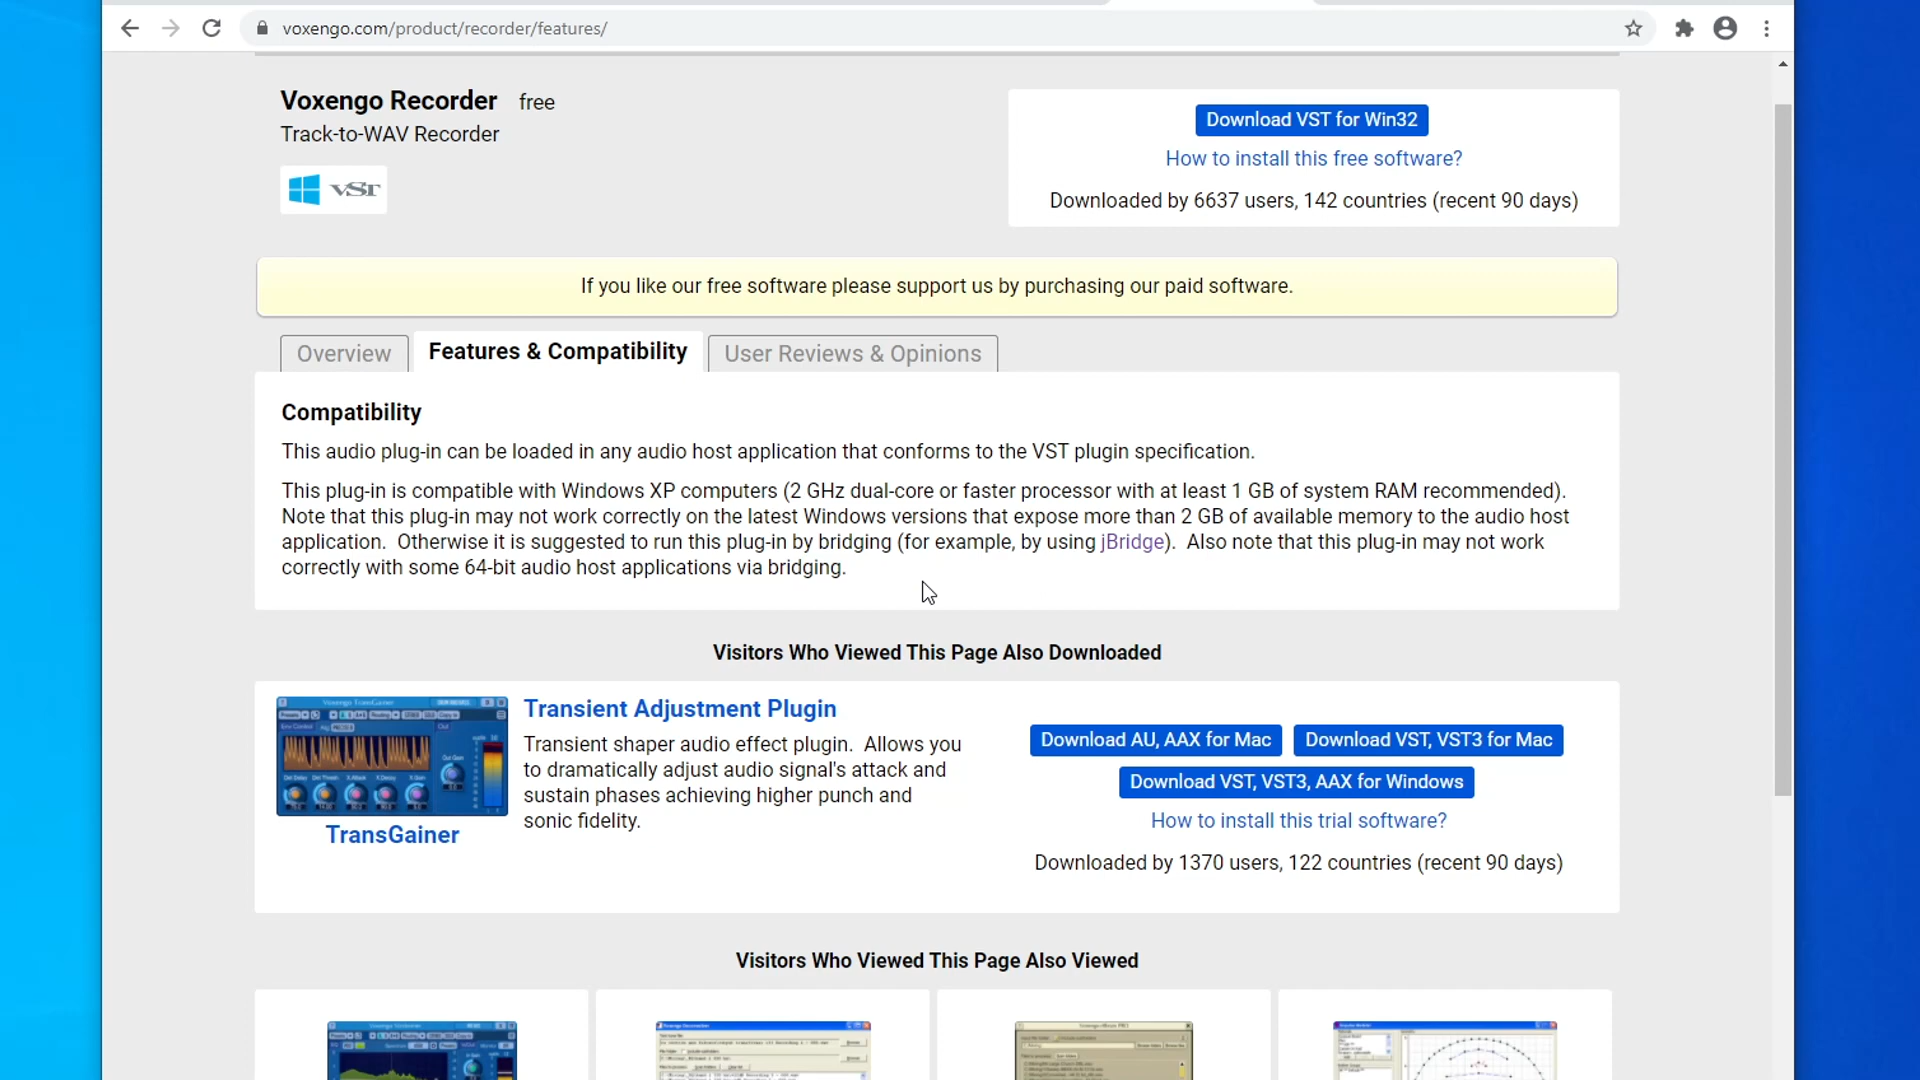 voxengo.com/product/recorder/features/
Voxengo Recorder free
Track-to-WAV Recorder
VST
Download VST for Win32
How to install this free software?
Downloaded by 6637 users, 142 countries (recent 90 days)
If you like our free software please support us by purchasing our paid software.
Overview
Features & Compatibility
User Reviews & Opinions
Compatibility
This audio plug-in can be loaded in any audio host application that conforms to the VST plugin specification.
This plug-in is compatible with Windows XP computers (2 GHz dual-core or faster processor with at least 1 GB of system RAM recommended).
Note that this plug-in may not work correctly on the latest Windows versions that expose more than 2 GB of available memory to the audio host
application. Otherwise it is suggested to run this plug-in by bridging (for example, by using jBridge). Also note that this plug-in may not work
correctly with some 64-bit audio host applications via bridging.
Visitors Who Viewed This Page Also Downloaded
Voxengo TransGainer
TransGainer
Transient Adjustment Plugin
Transient shaper audio effect plugin. Allows you
to dramatically adjust audio signal's attack and
sustain phases achieving higher punch and
sonic fidelity.
Download AU, AAX for Mac
Download VST, VST3 for Mac
Download VST, VST3, AAX for Windows
How to install this trial software?
Downloaded by 1370 users, 122 countries (recent 90 days)
Visitors Who Viewed This Page Also Viewed